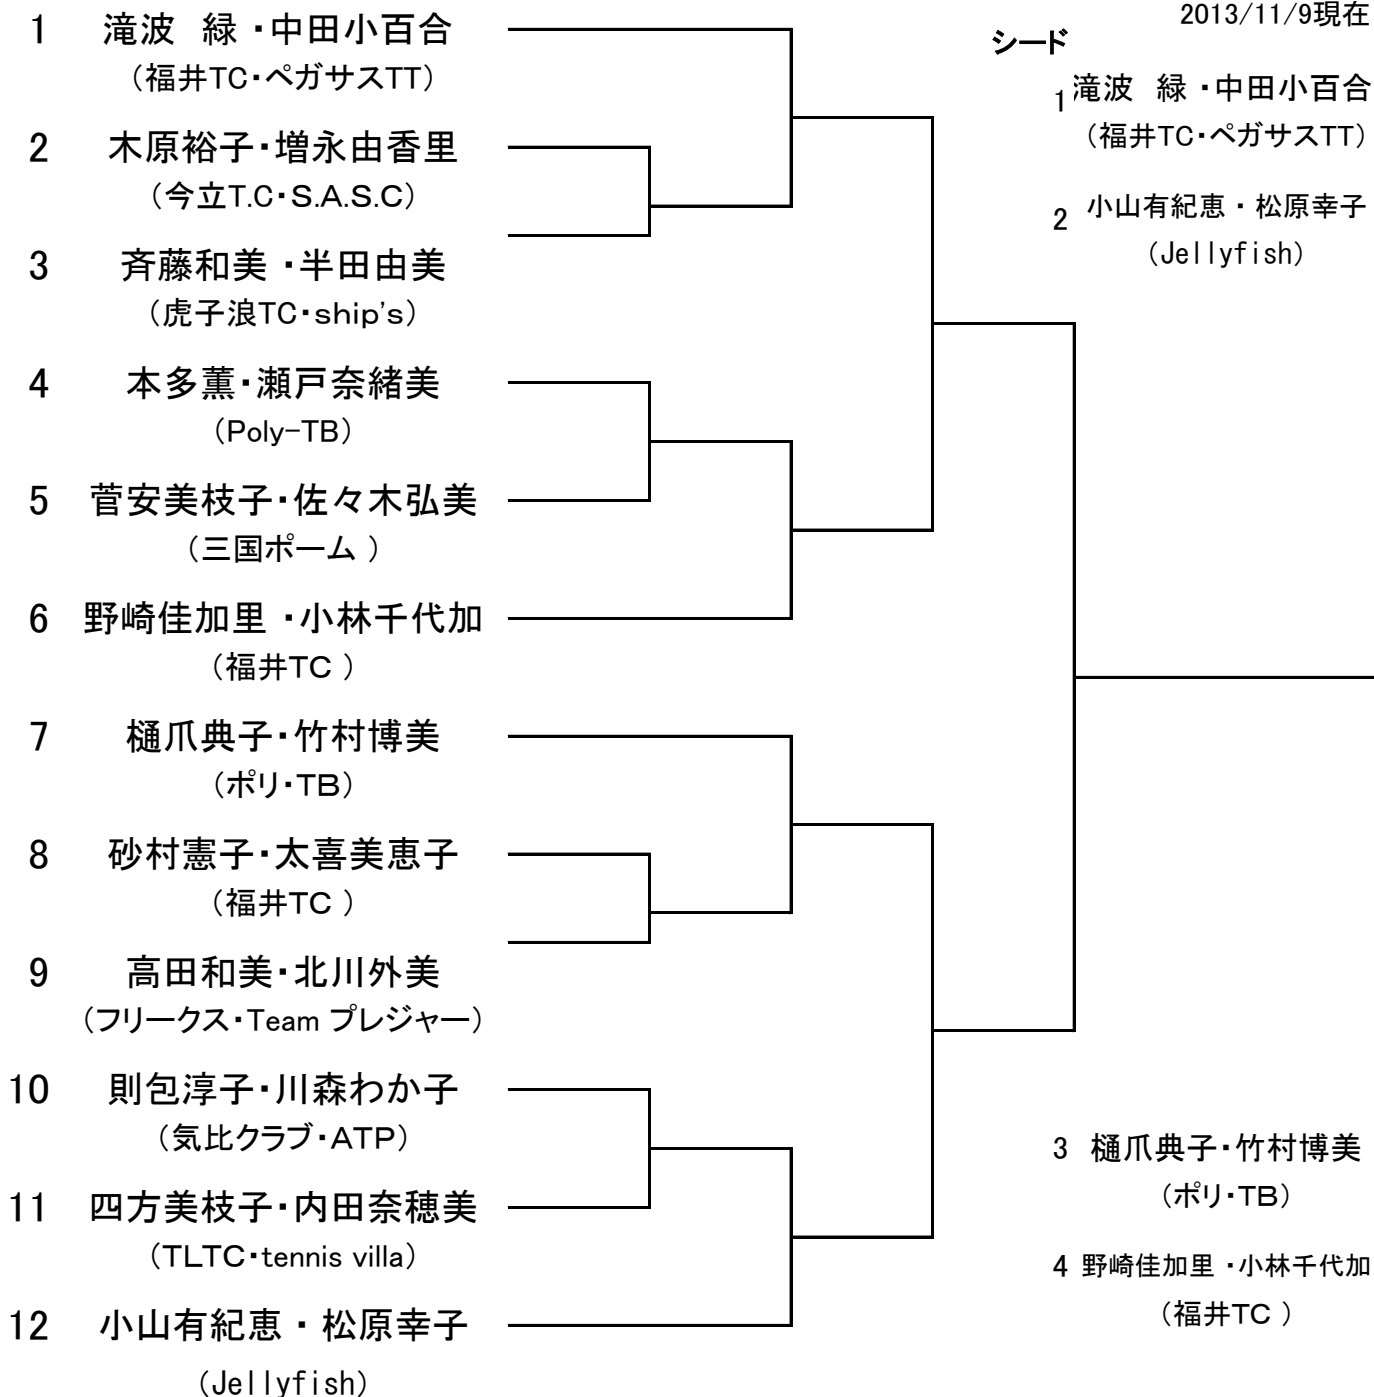 2013/11/9現在
1 滝波　緑 ・中田小百合
（福井TC・ペガサスTT）
2 木原裕子・増永由香里
（今立T.C・S.A.S.C）
3 斉藤和美 ・半田由美
（虎子浪TC・ship's）
4 本多薫・瀬戸奈緒美
（Poly-TB）
5 菅安美枝子・佐々木弘美
（三国ポーム ）
6 野崎佳加里 ・小林千代加
（福井TC ）
7 樋爪典子・竹村博美
（ポリ・TB）
8 砂村憲子・太喜美恵子
（福井TC ）
9 高田和美・北川外美
（フリークス・Team プレジャー）
10 則包淳子・川森わか子
（気比クラブ・ATP）
11 四方美枝子・内田奈穂美
（TLTC・tennis villa）
12 小山有紀恵 ・ 松原幸子
（Jellyfish）
シード
1 滝波　緑 ・中田小百合
（福井TC・ペガサスTT）
2 小山有紀恵 ・ 松原幸子
（Jellyfish）
3 樋爪典子・竹村博美
（ポリ・TB）
4 野崎佳加里 ・小林千代加
（福井TC ）